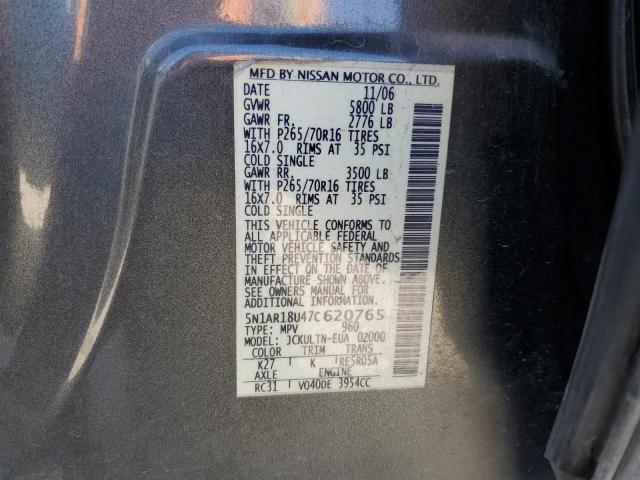 MFD BY NISSAN MOTOR CO., LTD.
DATE 11/06
GVWR 5800 LB
GAWR FR. 2776 LB
WITH P265/70R16 TIRES
16X7.0 RIMS AT 35 PSI
COLD SINGLE
GAWR RR. 3500 LB
WITH P265/70R16 TIRES
16X7.0 RIMS AT 35 PSI
COLD SINGLE
THIS VEHICLE CONFORMS TO
ALL APPLICABLE FEDERAL
MOTOR VEHICLE SAFETY AND
THEFT PREVENTION STANDARDS
IN EFFECT ON THE DATE OF
MANUFACTURE SHOWN ABOVE.
SEE OWNERS MANUAL FOR
ADDITIONAL INFORMATION.
5N1AR18U47C620765
TYPE: MPV 960
MODEL: JCKULTN-EUA 02000
COLOR TRIM TRANS
K27 K RE5R05A
AXLE ENGINE
RC31 VQ40DE 3954CC